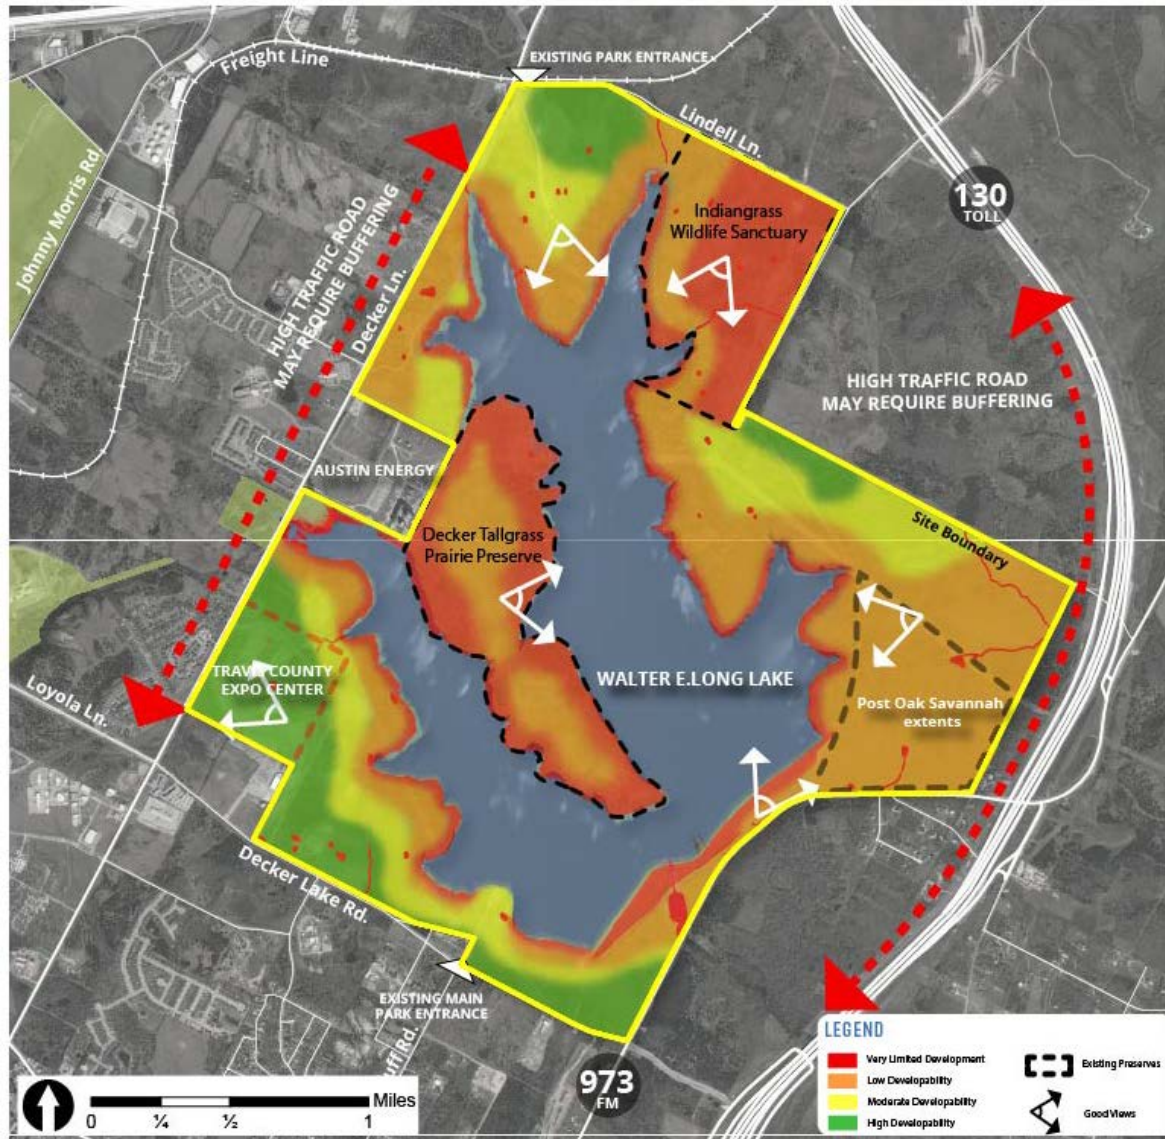 EXISTING PARK ENTRANCE
Freight Line
Lindell Ln.
Johnny Morris Rd
130
TOLL
HIGH TRAFFIC ROAD
MAY REQUIRE BUFFERING
Decker Ln.
Indiangrass
Wildlife Sanctuary
HIGH TRAFFIC ROAD
MAY REQUIRE BUFFERING
AUSTIN ENERGY
Decker Tallgrass
Prairie Preserve
Site Boundary
TRAVIS COUNTY
EXPO CENTER
WALTER E.LONG LAKE
Post Oak Savannah
extents
Loyola Ln.
Decker Lake Rd.
EXISTING MAIN
PARK ENTRANCE
uff Rd.
973
FM
0 ¼ ½ 1 Miles
LEGEND
Very Limited Development
Low Developability
Moderate Developability
High Developability
Existing Preserves
Good Views